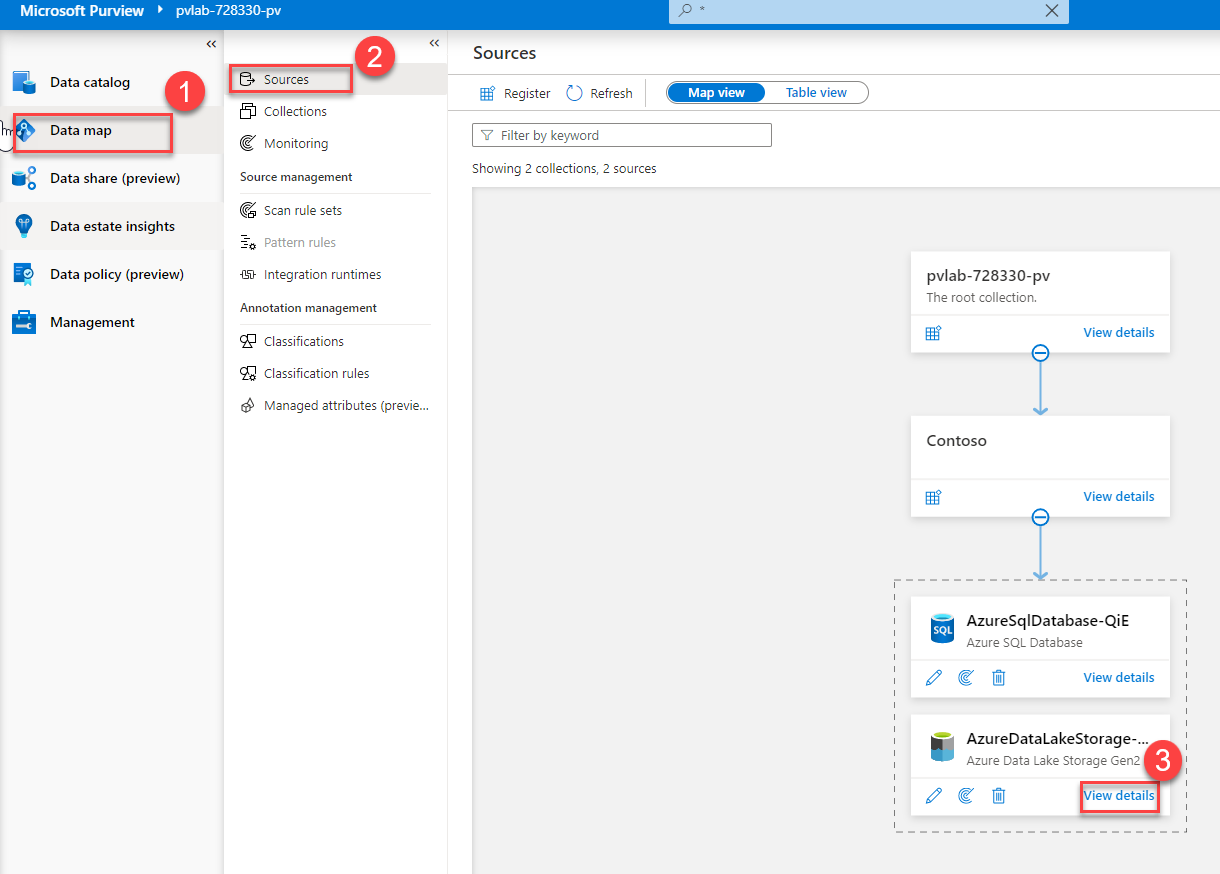 Microsoft Purview pvlab-728330-pv
*
Data catalog
Data map
Data share (preview)
Data estate insights
Data policy (preview)
Management
1
2
Sources
Collections
Monitoring
Source management
Scan rule sets
Pattern rules
Integration runtimes
Annotation management
Classifications
Classification rules
Managed attributes (previe...
Sources
Register Refresh Map view Table view
Filter by keyword
Showing 2 collections, 2 sources
pvlab-728330-pv
The root collection.
View details
Contoso
View details
SQL
AzureSqlDatabase-QiE
Azure SQL Database
View details
AzureDataLakeStorage-...
Azure Data Lake Storage Gen2
3
View details